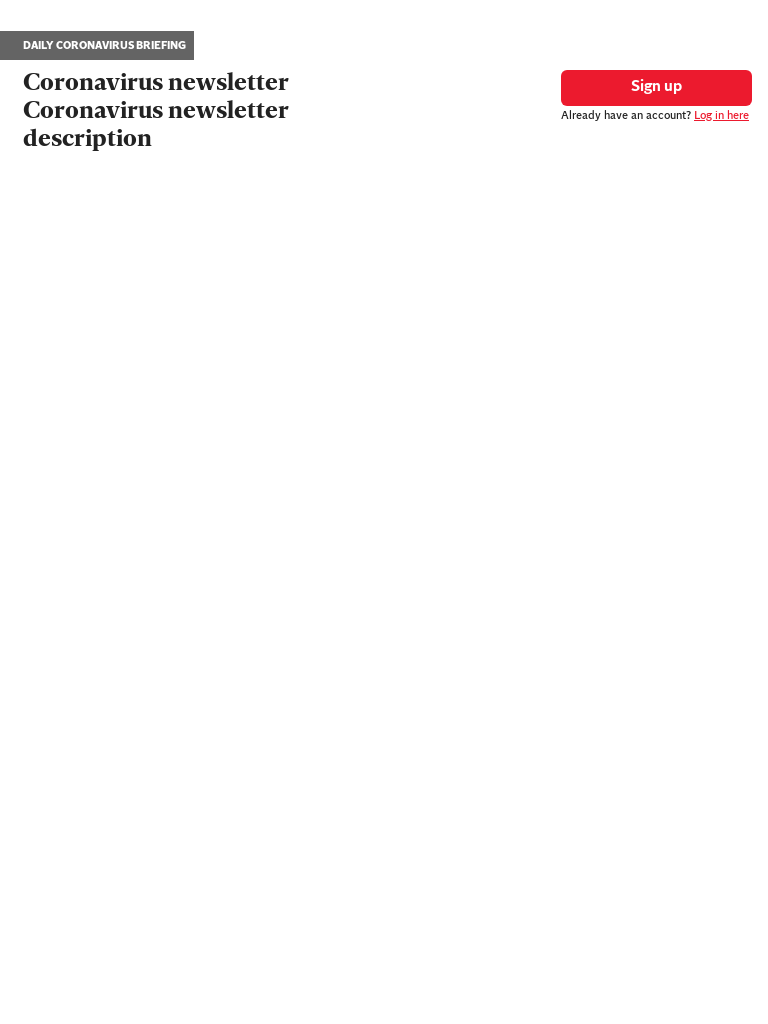 DAILY CORONAVIRUS BRIEFING
Coronavirus newsletter
Coronavirus newsletter
description
Sign up
Already have an account? Log in here